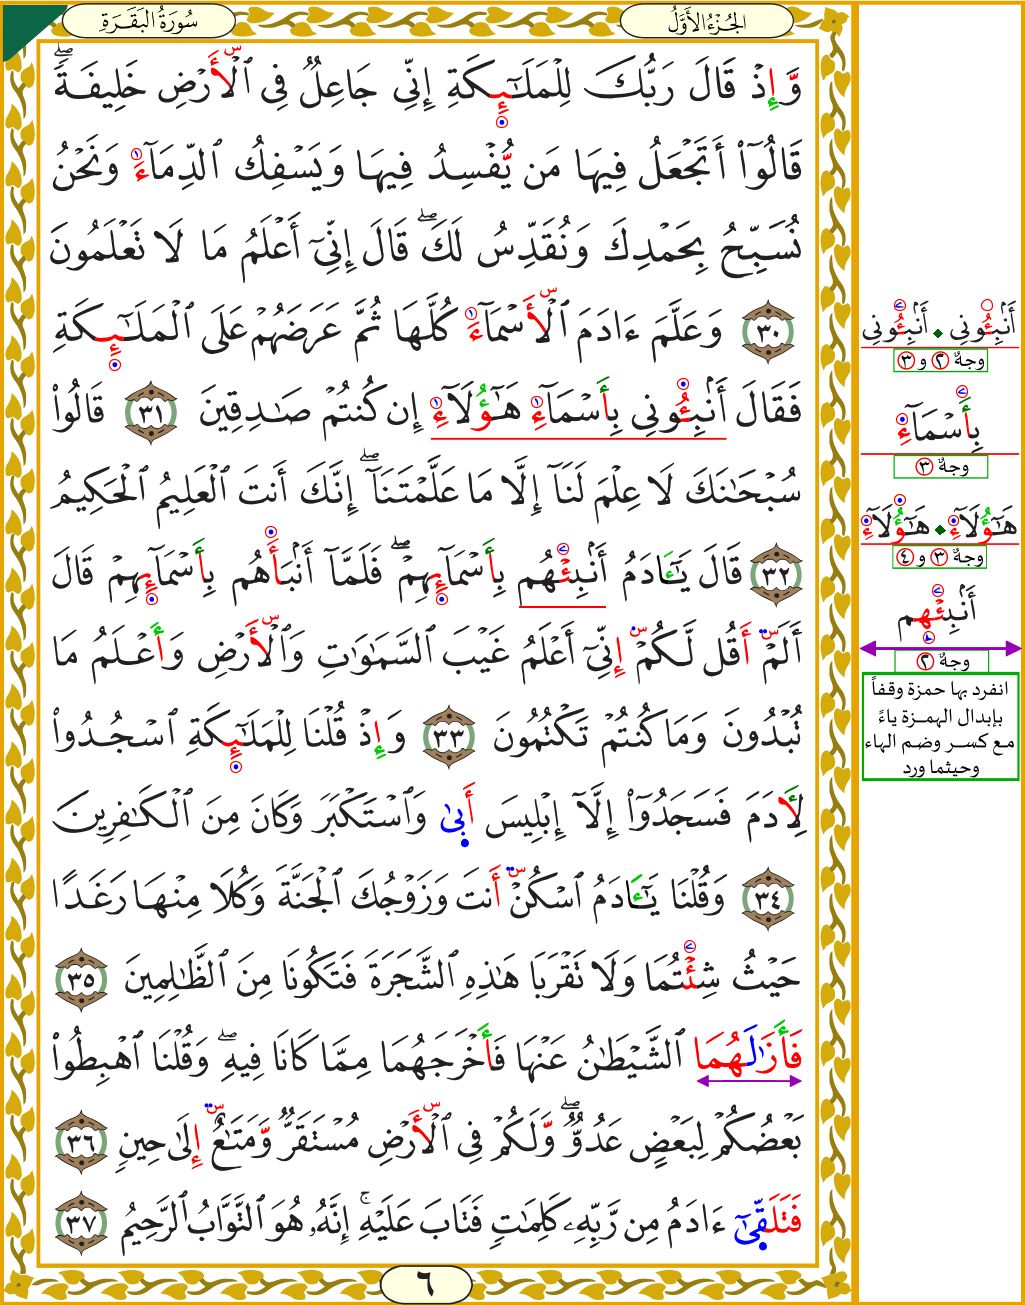 الجُزْءُ الأَوَّلُ
سُورَةُ البَقَرَةِ
وَّإِذْ قَالَ رَبُّكَ لِلْمَلَٰٓئِكَةِ إِنِّي جَاعِلٌ فِي ٱلْأَرْضِ خَلِيفَةًۖ
قَالُوٓا۟ أَتَجْعَلُ فِيهَا مَن يُّفْسِدُ فِيهَا وَيَسْفِكُ ٱلدِّمَآءَ وَنَحْنُ
نُسَبِّحُ بِحَمْدِكَ وَنُقَدِّسُ لَكَۖ قَالَ إِنِّيٓ أَعْلَمُ مَا لَا تَعْلَمُونَ
٣٠ وَعَلَّمَ ءَادَمَ ٱلْأَسْمَآءَ كُلَّهَا ثُمَّ عَرَضَهُمْ عَلَى ٱلْمَلَٰٓئِكَةِ
فَقَالَ أَنۢبِـُٔونِي بِأَسْمَآءِ هَٰٓؤُلَآءِ إِن كُنتُمْ صَٰدِقِينَ ٣١ قَالُوا۟
سُبْحَٰنَكَ لَا عِلْمَ لَنَآ إِلَّا مَا عَلَّمْتَنَآۖ إِنَّكَ أَنتَ ٱلْعَلِيمُ ٱلْحَكِيمُ
٣٢ قَالَ يَٰٓـَٔادَمُ أَنۢبِئْهُم بِأَسْمَآئِهِمْۖ فَلَمَّآ أَنۢبَأَهُم بِأَسْمَآئِهِمْ قَالَ
أَلَمْ أَقُل لَّكُمْ إِنِّيٓ أَعْلَمُ غَيْبَ ٱلسَّمَٰوَٰتِ وَٱلْأَرْضِ وَأَعْلَمُ مَا
تُبْدُونَ وَمَا كُنتُمْ تَكْتُمُونَ ٣٣ وَإِذْ قُلْنَا لِلْمَلَٰٓئِكَةِ ٱسْجُدُوا۟
لِأَدَمَ فَسَجَدُوٓا۟ إِلَّآ إِبْلِيسَ أَبَىٰ وَٱسْتَكْبَرَ وَكَانَ مِنَ ٱلْكَٰفِرِينَ
٣٤ وَقُلْنَا يَٰٓـَٔادَمُ ٱسْكُنْ أَنتَ وَزَوْجُكَ ٱلْجَنَّةَ وَكُلَا مِنْهَا رَغَدًا
حَيْثُ شِئْتُمَا وَلَا تَقْرَبَا هَٰذِهِ ٱلشَّجَرَةَ فَتَكُونَا مِنَ ٱلظَّٰلِمِينَ ٣٥
فَأَزَٰلَهُمَا ٱلشَّيْطَٰنُ عَنْهَا فَأَخْرَجَهُمَا مِمَّا كَانَا فِيهِۖ وَقُلْنَا ٱهْبِطُوا۟
بَعْضُكُمْ لِبَعْضٍ عَدُوٌّۖ وَّلَكُمْ فِي ٱلْأَرْضِ مُسْتَقَرٌّ وَّمَتَٰعٌ إِلَىٰ حِينٍ ٣٦
فَتَلَقَّىٰٓ ءَادَمُ مِن رَّبِّهِۦ كَلِمَٰتٍ فَتَابَ عَلَيْهِۚ إِنَّهُۥ هُوَ ٱلتَّوَّابُ ٱلرَّحِيمُ ٣٧
٦
أَنۢبِـُٔونِي ◆ أَنۢبِـُٔونِي
وجهٌ ٢ و ٣
بِأَسْمَآءِ
وجهٌ ٣
هَٰٓؤُلَآءِ ◆ هَٰٓؤُلَآءِ
وجهٌ ٣ و ٤
أَنۢبِئْهِم
وجهٌ ٢
انفرد بها حمزة وقفاً
بإبدال الهمزة ياءً
مع كسر وضم الهاء
وحيثما ورد